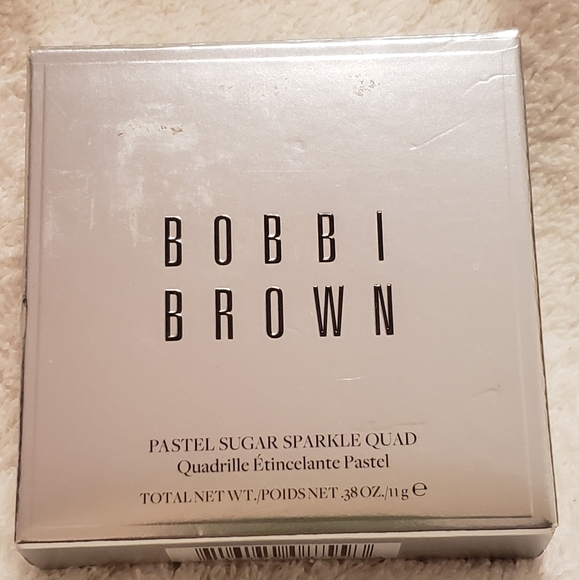 BOBBI
BROWN
PASTEL SUGAR SPARKLE QUAD
Quadrille Étincelante Pastel
TOTAL NET WT./POIDS NET .38 OZ./11 g ℮